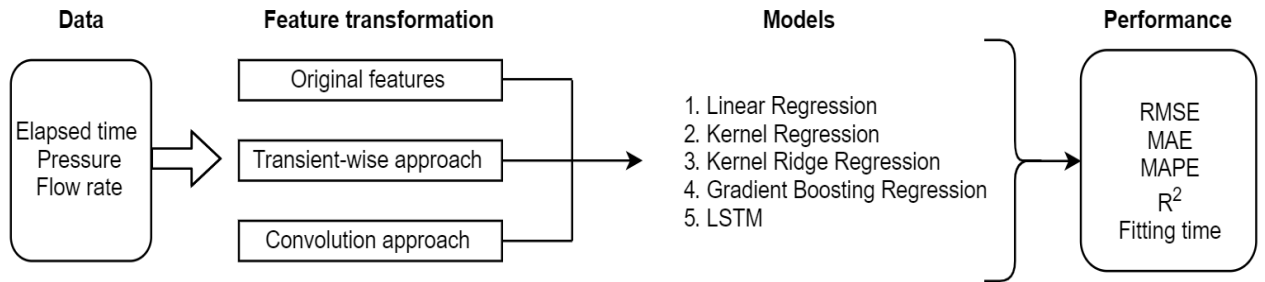 Data
Elapsed time
Pressure
Flow rate
Feature transformation
Original features
Transient-wise approach
Convolution approach
Models
1. Linear Regression
2. Kernel Regression
3. Kernel Ridge Regression
4. Gradient Boosting Regression
5. LSTM
Performance
RMSE
MAE
MAPE
R²
Fitting time